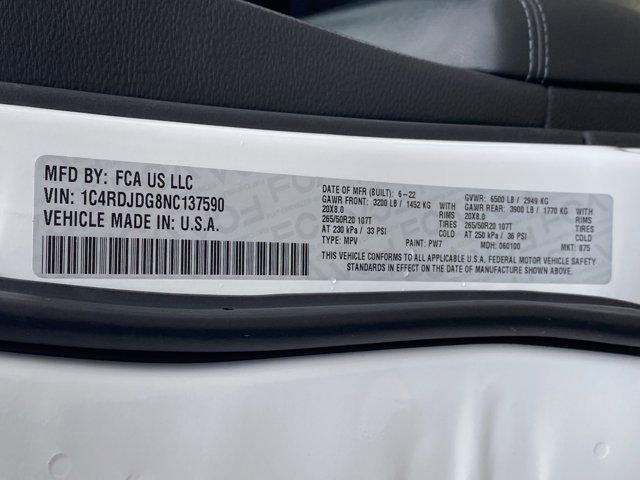 MFD BY: FCA US LLC
VIN: 1C4RDJDG8NC137590
VEHICLE MADE IN: U.S.A.
DATE OF MFR (BUILT): 6-22 GVWR: 6500 LB / 2949 KG
GAWR FRONT: 3200 LB / 1452 KG WITH GAWR REAR: 3900 LB / 1770 KG WITH
20X8.0 RIMS 20X8.0 RIMS
265/50R20 107T TIRES 265/50R20 107T TIRES
AT 230 kPa / 33 PSI COLD AT 250 kPa / 36 PSI COLD
TYPE: MPV PAINT: PW7 MDH: 060100 MKT: 875
THIS VEHICLE CONFORMS TO ALL APPLICABLE U.S.A. FEDERAL MOTOR VEHICLE SAFETY
STANDARDS IN EFFECT ON THE DATE OF MANUFACTURE SHOWN ABOVE.